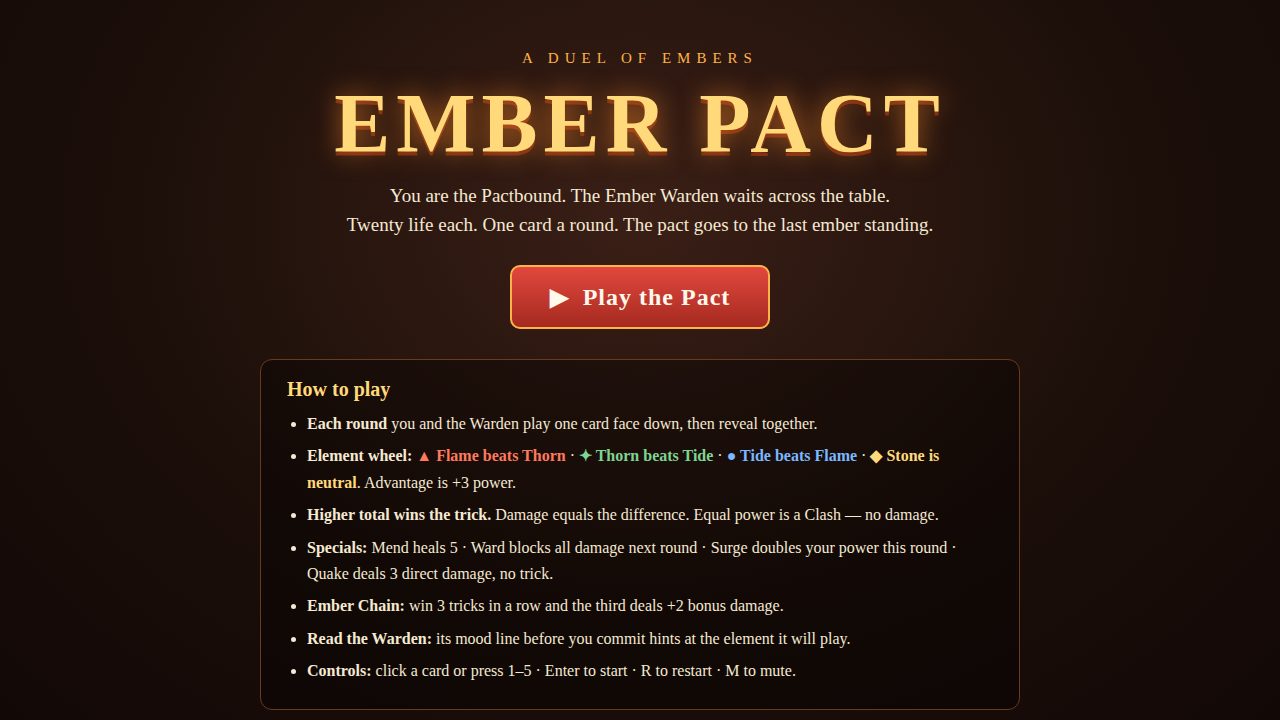 A DUEL OF EMBERS
EMBER PACT
You are the Pactbound. The Ember Warden waits across the table.
Twenty life each. One card a round. The pact goes to the last ember standing.
▶ Play the Pact
How to play
• Each round you and the Warden play one card face down, then reveal together.
• Element wheel: ▲ Flame beats Thorn · ✦ Thorn beats Tide · ● Tide beats Flame · ◆ Stone is
neutral. Advantage is +3 power.
• Higher total wins the trick. Damage equals the difference. Equal power is a Clash — no damage.
• Specials: Mend heals 5 · Ward blocks all damage next round · Surge doubles your power this round ·
Quake deals 3 direct damage, no trick.
• Ember Chain: win 3 tricks in a row and the third deals +2 bonus damage.
• Read the Warden: its mood line before you commit hints at the element it will play.
• Controls: click a card or press 1–5 · Enter to start · R to restart · M to mute.